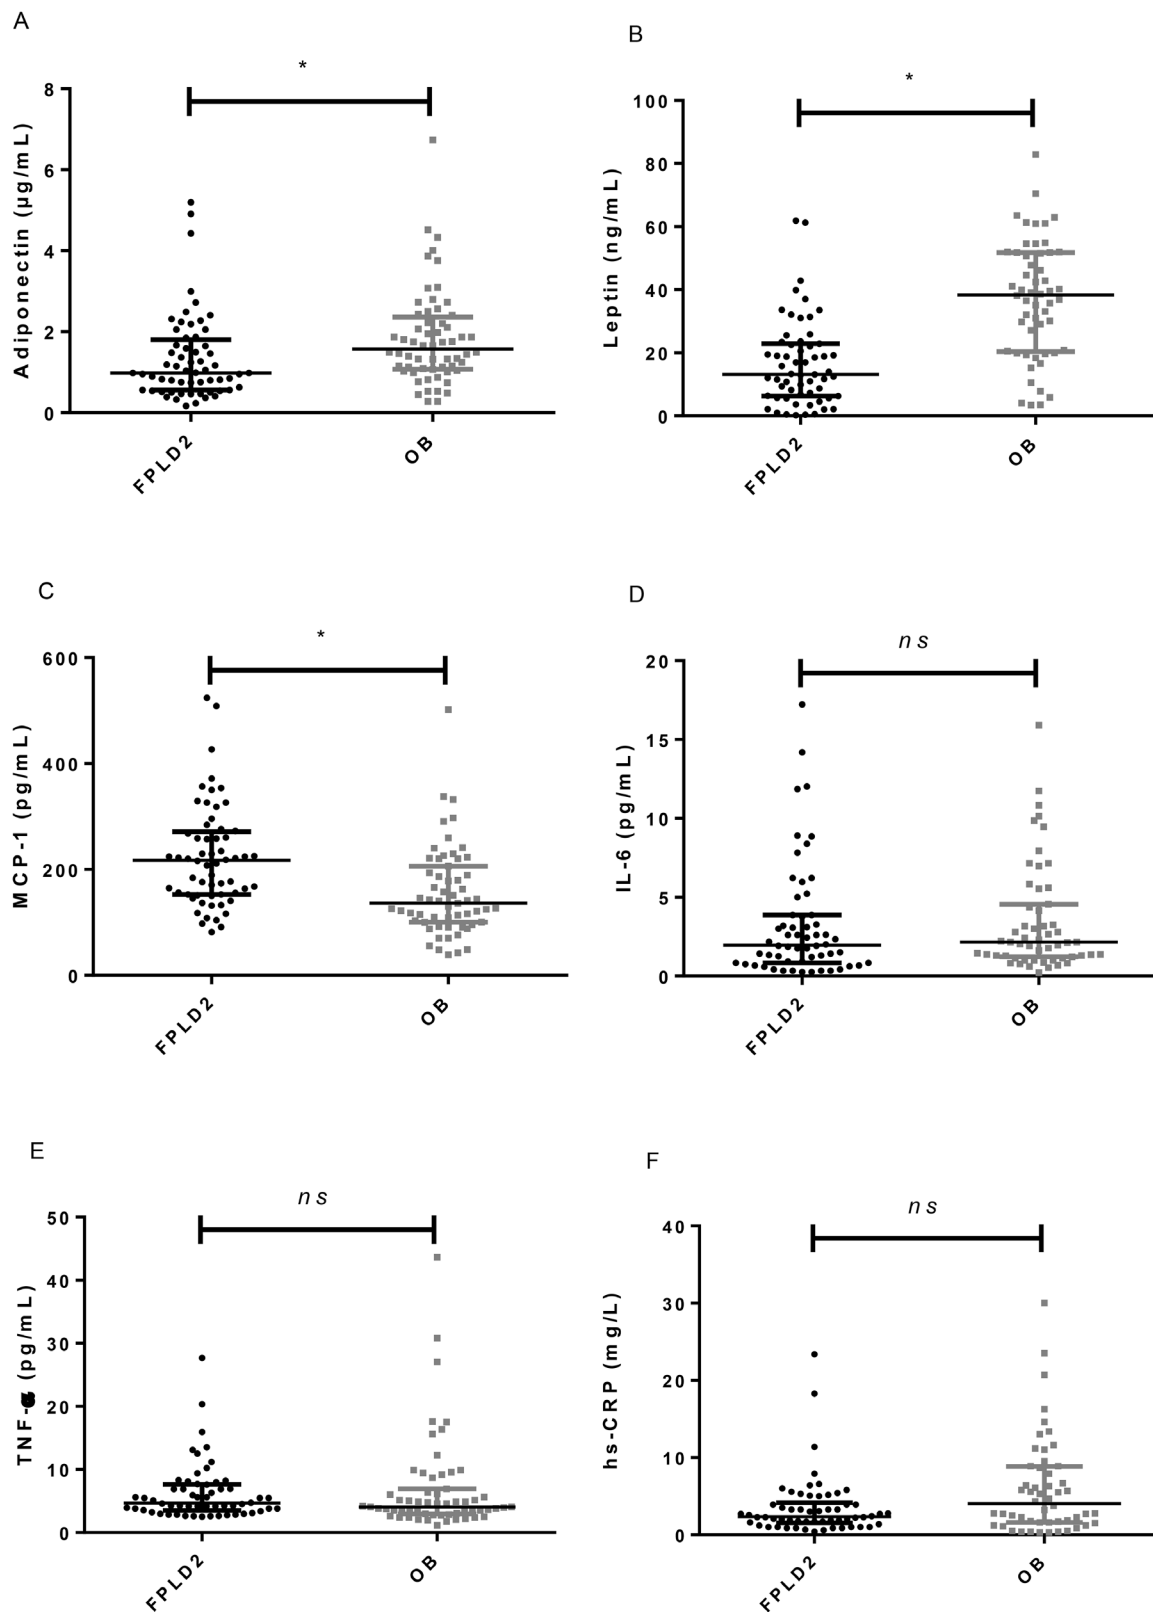 A
*
8
6
4
2
0
Adiponectin (µg/mL)
FPLD2
OB
B
*
100
80
60
40
20
0
Leptin (ng/mL)
FPLD2
OB
C
*
600
400
200
0
MCP-1 (pg/mL)
FPLD2
OB
D
ns
20
15
10
5
0
IL-6 (pg/mL)
FPLD2
OB
E
ns
50
40
30
20
10
0
TNF-α (pg/mL)
FPLD2
OB
F
ns
40
30
20
10
0
hs-CRP (mg/L)
FPLD2
OB